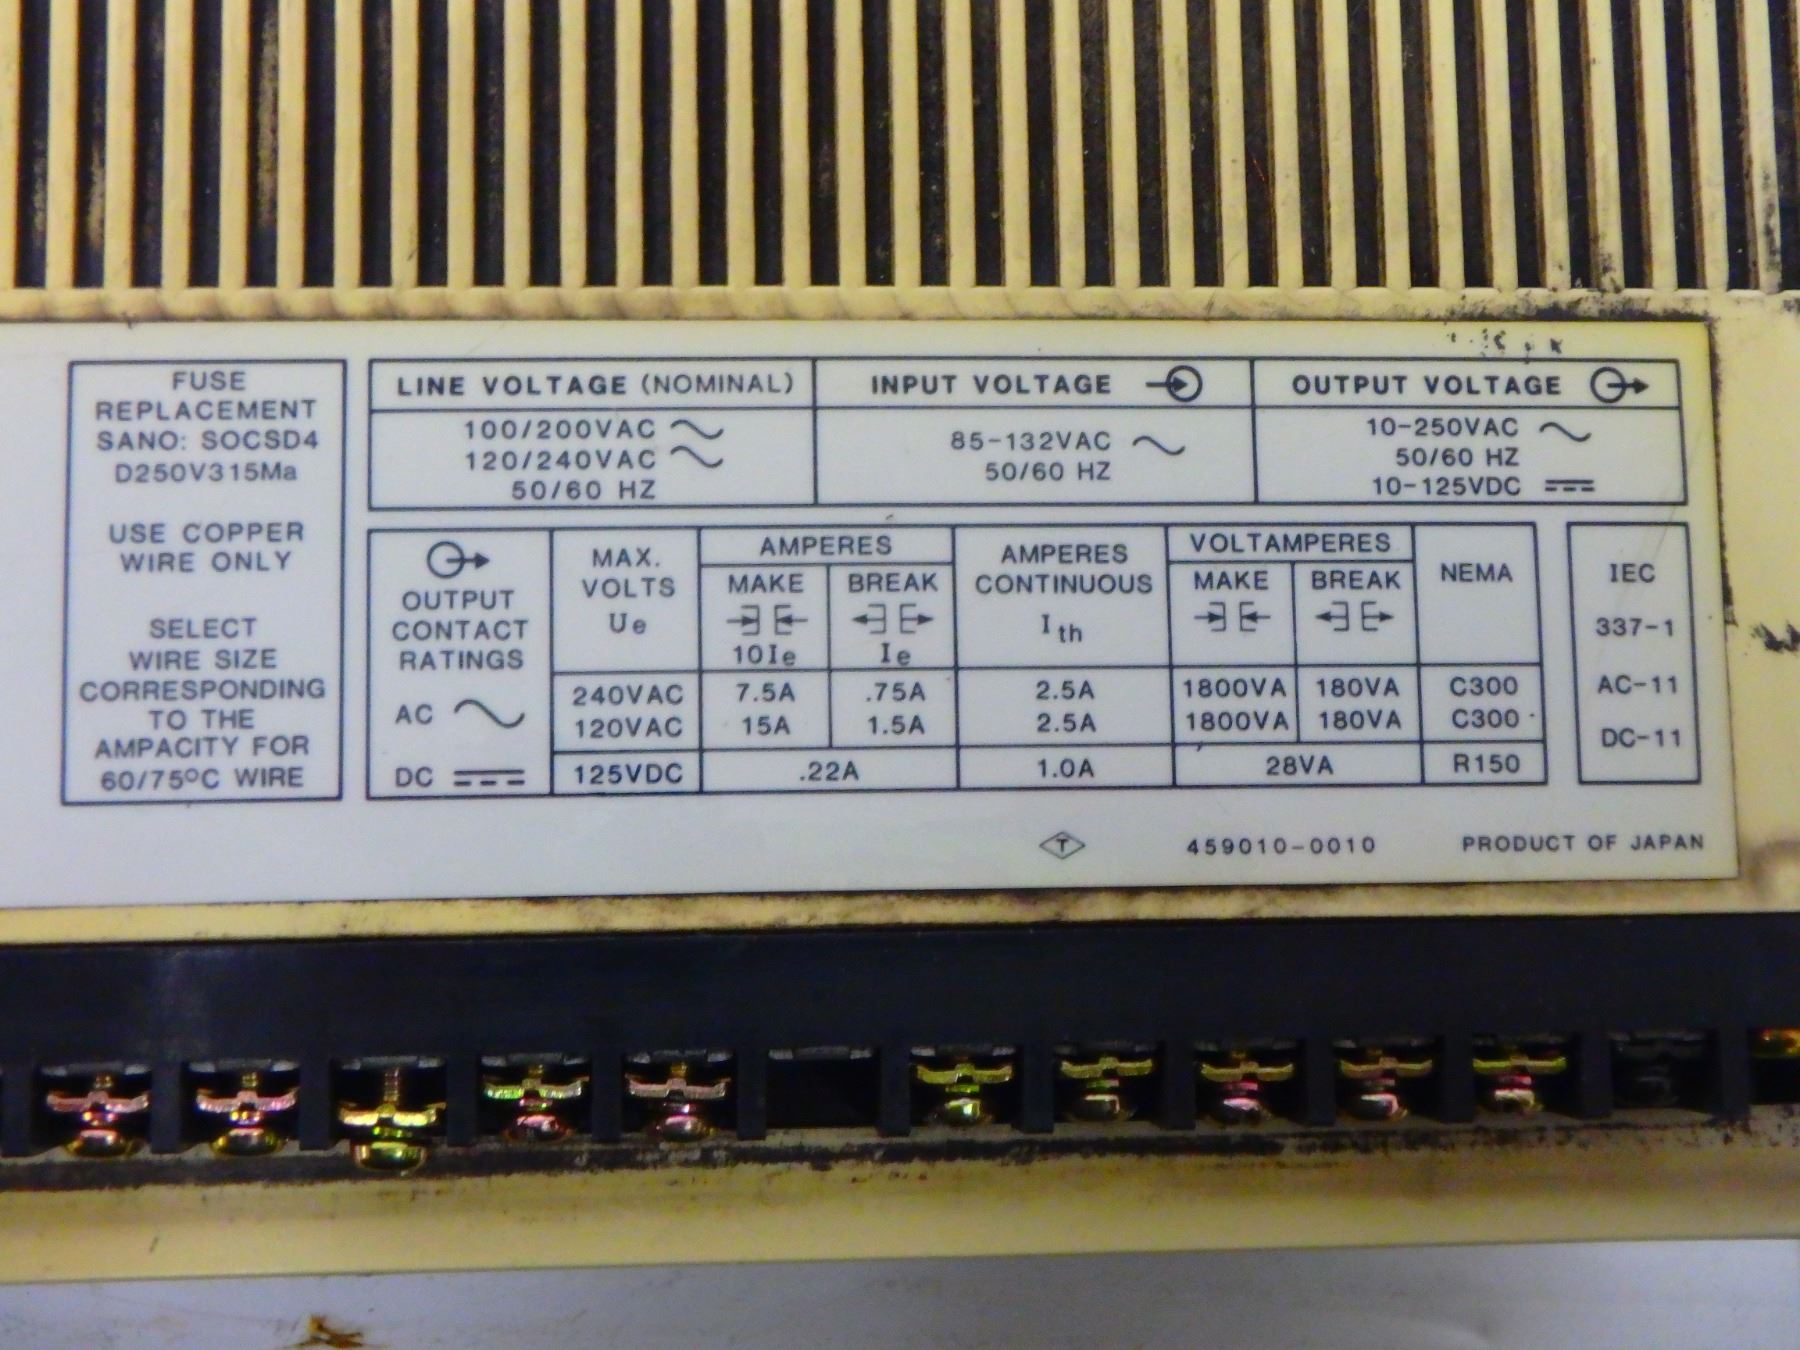 FUSE
REPLACEMENT
SANO: SOCSD4
D250V315Ma
USE COPPER
WIRE ONLY
SELECT
WIRE SIZE
CORRESPONDING
TO THE
AMPACITY FOR
60/75°C WIRE
LINE VOLTAGE (NOMINAL)
100/200VAC
120/240VAC
50/60 HZ
INPUT VOLTAGE
85-132VAC
50/60 HZ
OUTPUT VOLTAGE
10-250VAC
50/60 HZ
10-125VDC
OUTPUT
CONTACT
RATINGS
AC
DC
MAX.
VOLTS
Ue
AMPERES
MAKE
10Ie
BREAK
Ie
AMPERES
CONTINUOUS
Ith
VOLTAMPERES
MAKE
BREAK
NEMA
240VAC 7.5A .75A 2.5A 1800VA 180VA C300
120VAC 15A 1.5A 2.5A 1800VA 180VA C300
125VDC .22A 1.0A 28VA R150
IEC
337-1
AC-11
DC-11
T 459010-0010 PRODUCT OF JAPAN